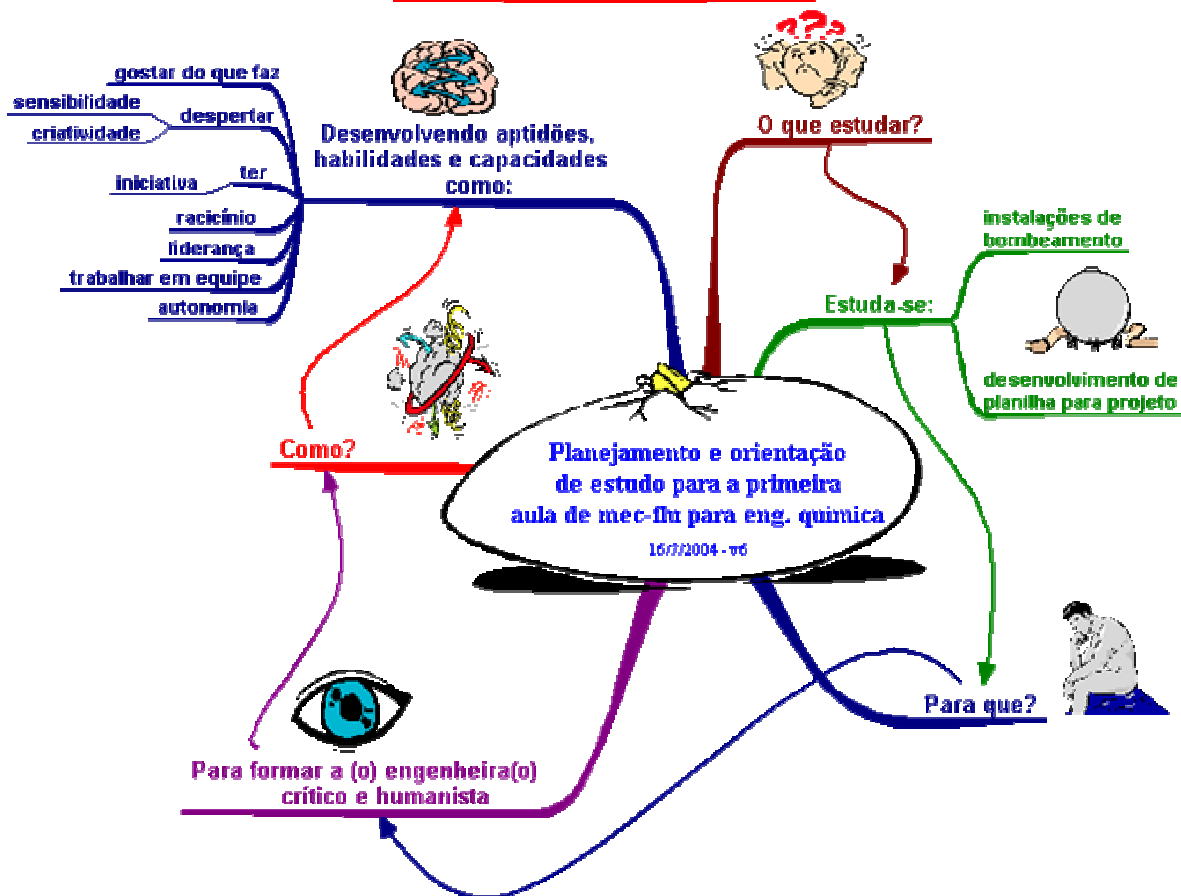 O que estudar?
Estuda-se:
instalações de
bombeamento
desenvolvimento de
planilha para projeto
Para que?
Para formar a (o) engenheira(o)
crítico e humanista
Como?
Desenvolvendo aptidões,
habilidades e capacidades
como:
gostar do que faz
despertar
sensibilidade
criatividade
ter
iniciativa
racicínio
liderança
trabalhar em equipe
autonomia
Planejamento e orientação
de estudo para a primeira
aula de mec-flu para eng. química
16/7/2004 - v6
???